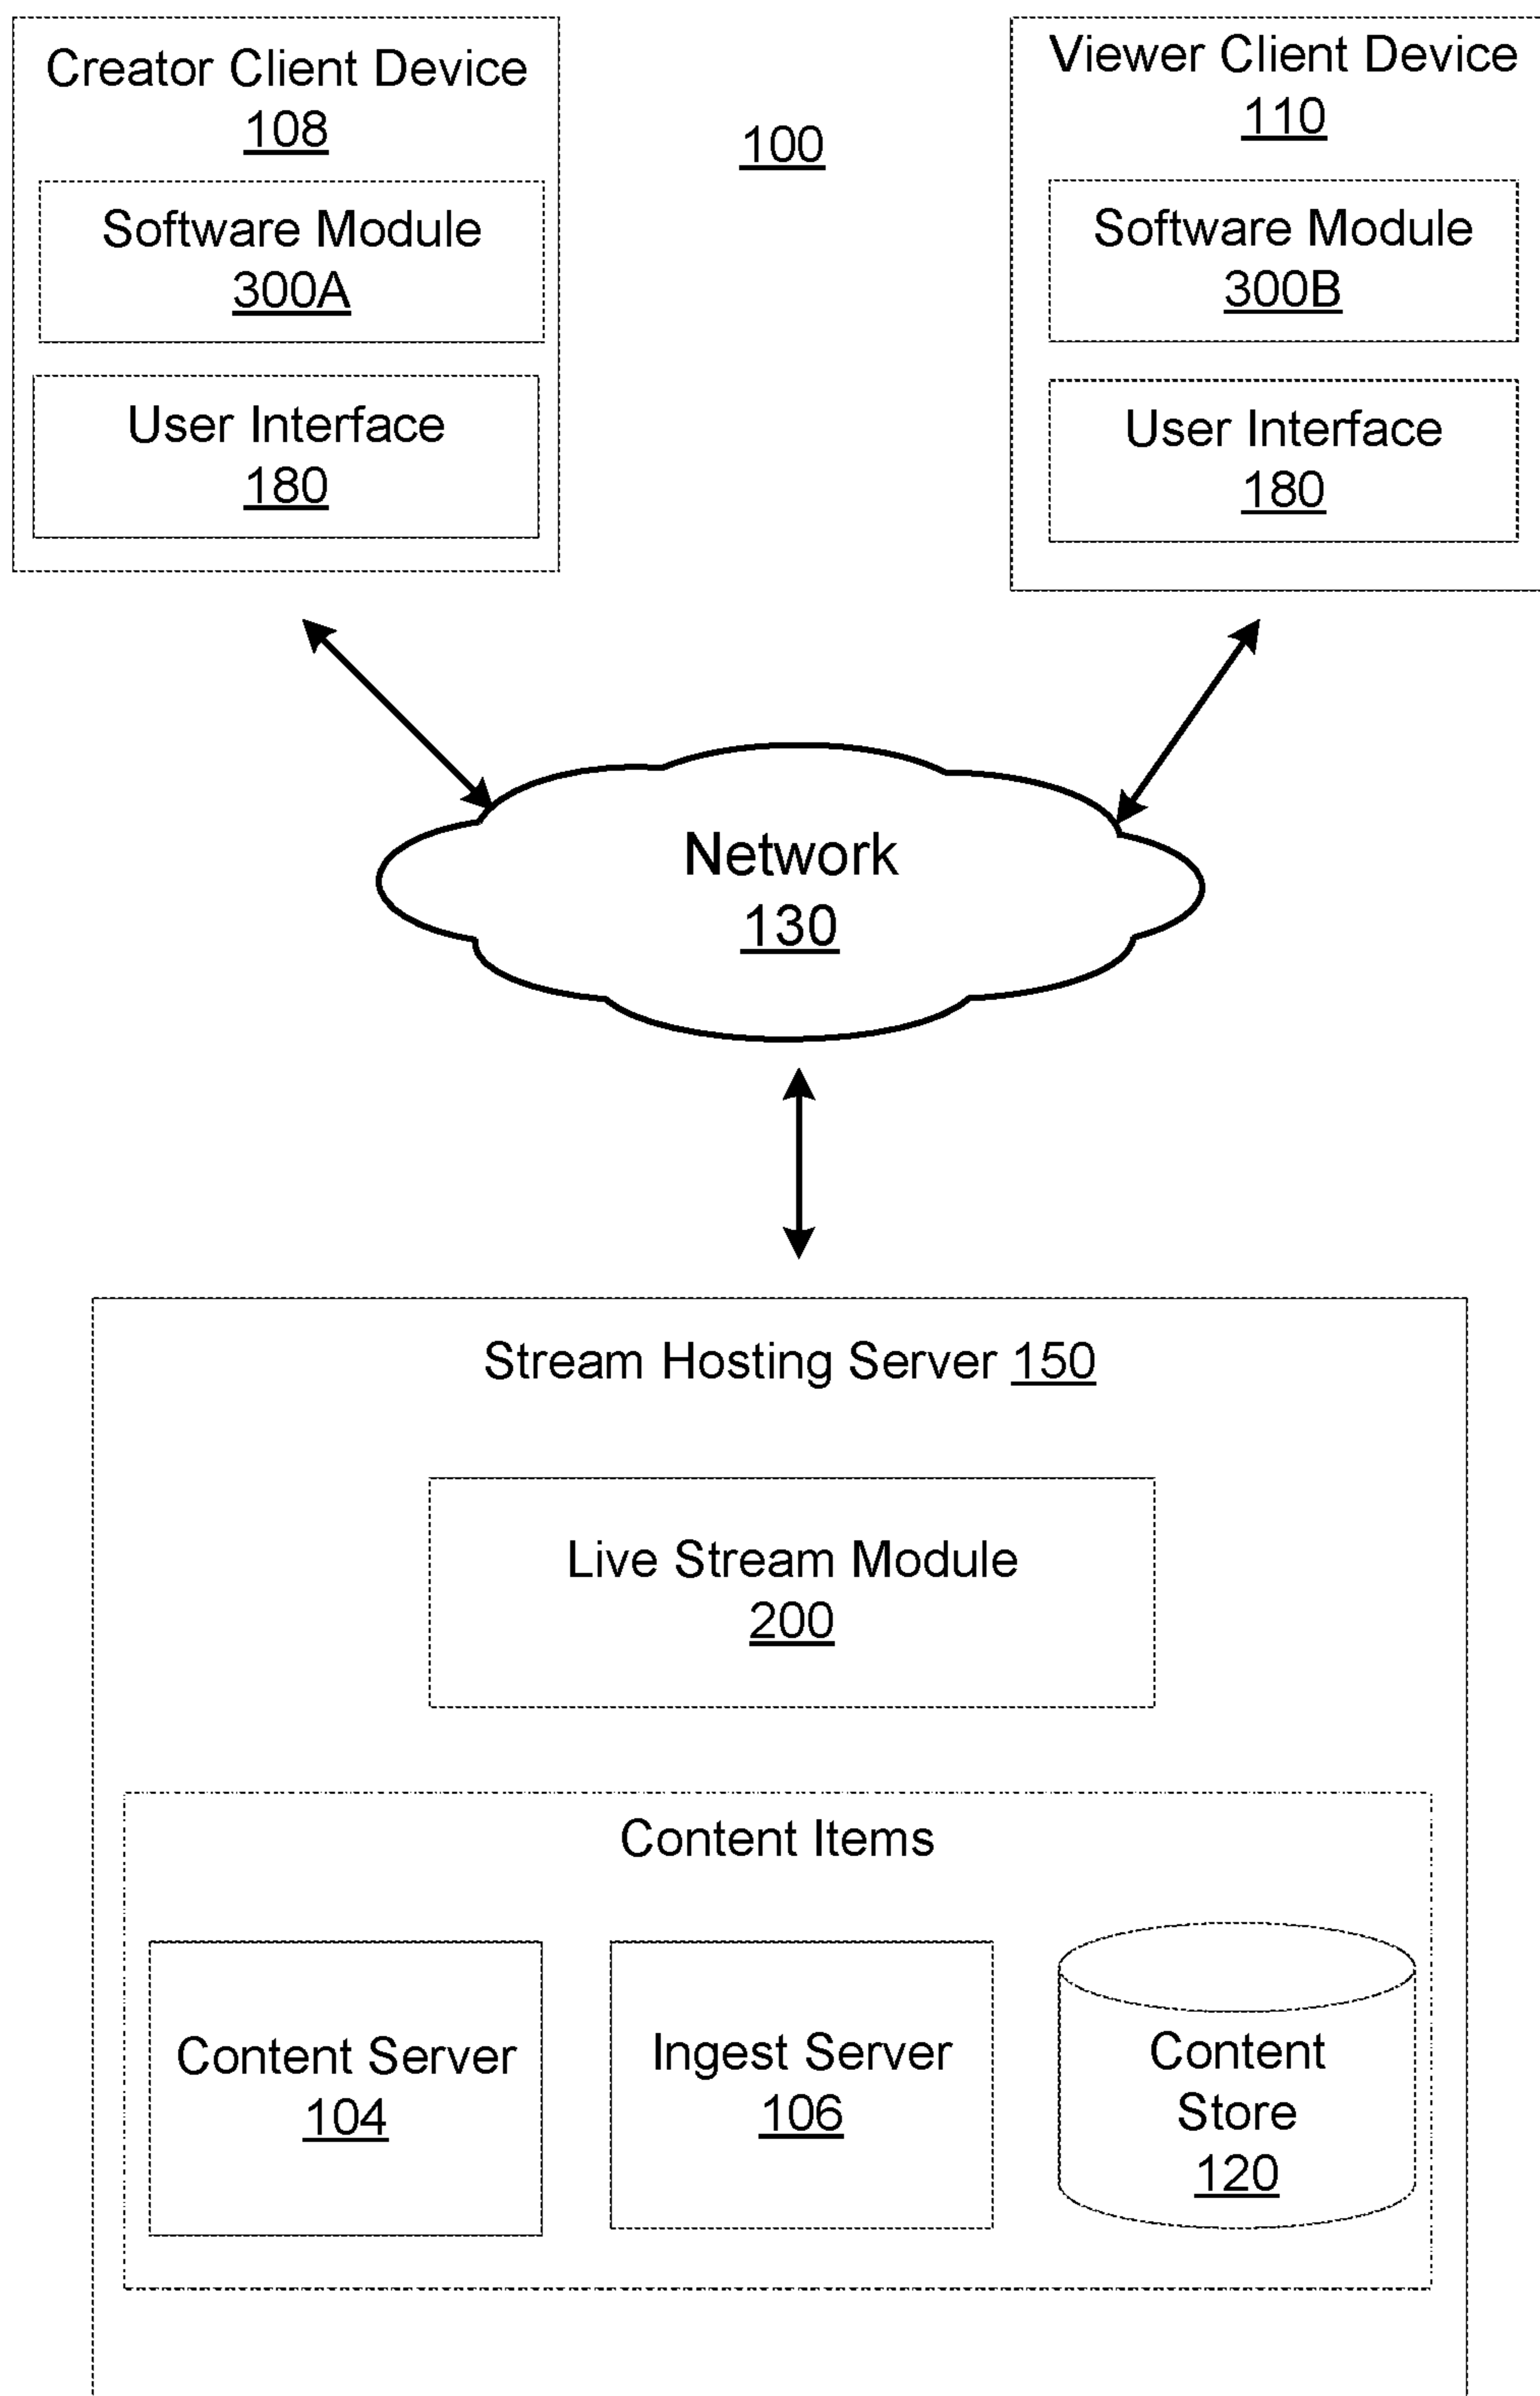 Creator Client Device
108
Software Module
300A
User Interface
180
100
Viewer Client Device
110
Software Module
300B
User Interface
180
Network
130
Stream Hosting Server 150
Live Stream Module
200
Content Items
Content Server
104
Ingest Server
106
Content
Store
120